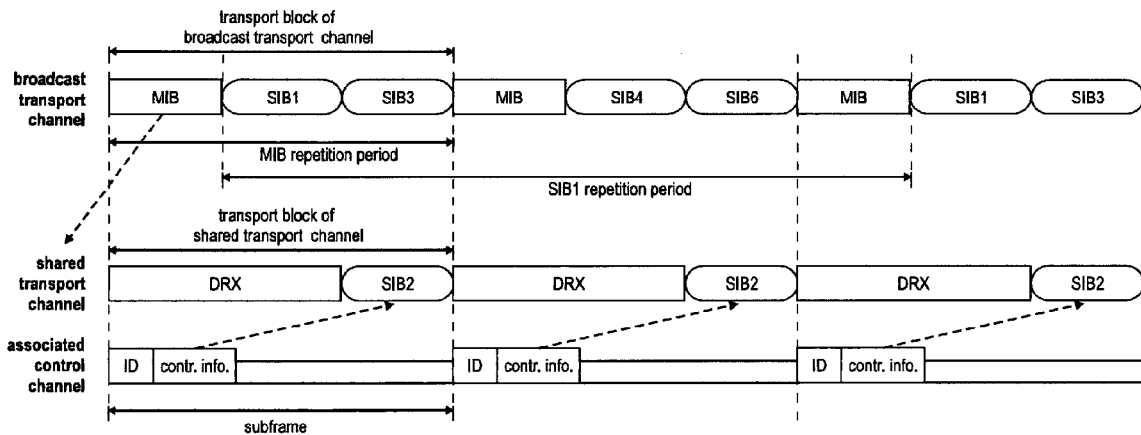 transport block of
broadcast transport channel
broadcast
transport
channel
MIB
SIB1
SIB3
MIB
SIB4
SIB6
MIB
SIB1
SIB3
MIB repetition period
SIB1 repetition period
transport block of
shared transport channel
shared
transport
channel
DRX
SIB2
DRX
SIB2
DRX
SIB2
associated
control
channel
ID
contr. info.
ID
contr. info.
ID
contr. info.
subframe